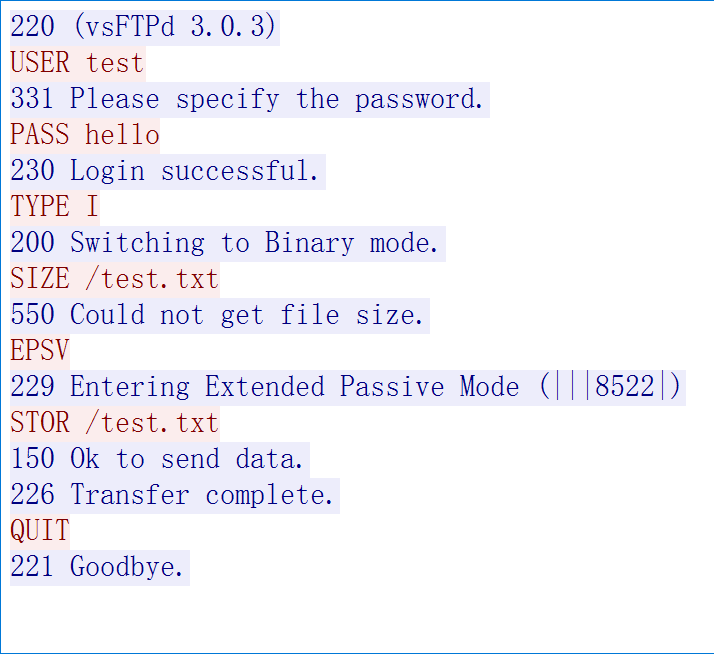 220 (vsFTPd 3.0.3)
USER test
331 Please specify the password.
PASS hello
230 Login successful.
TYPE I
200 Switching to Binary mode.
SIZE /test.txt
550 Could not get file size.
EPSV
229 Entering Extended Passive Mode (|||8522|)
STOR /test.txt
150 Ok to send data.
226 Transfer complete.
QUIT
221 Goodbye.